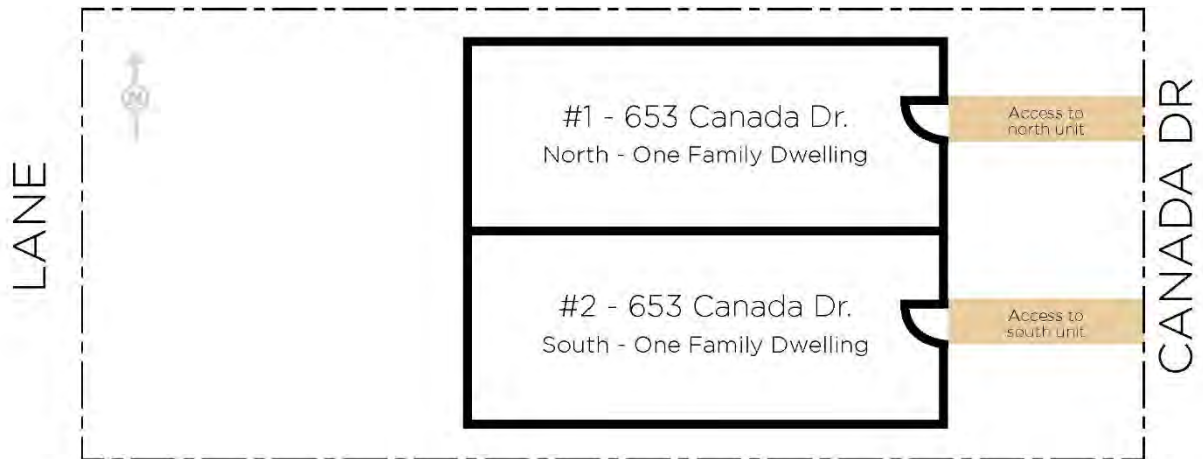 LANE
N
#1 - 653 Canada Dr.
North - One Family Dwelling
Access to
north unit
#2 - 653 Canada Dr.
South - One Family Dwelling
Access to
south unit
CANADA DR